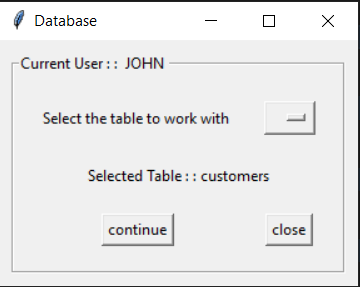 Database
Current User : :  JOHN
Select the table to work with
Selected Table : : customers
continue
close